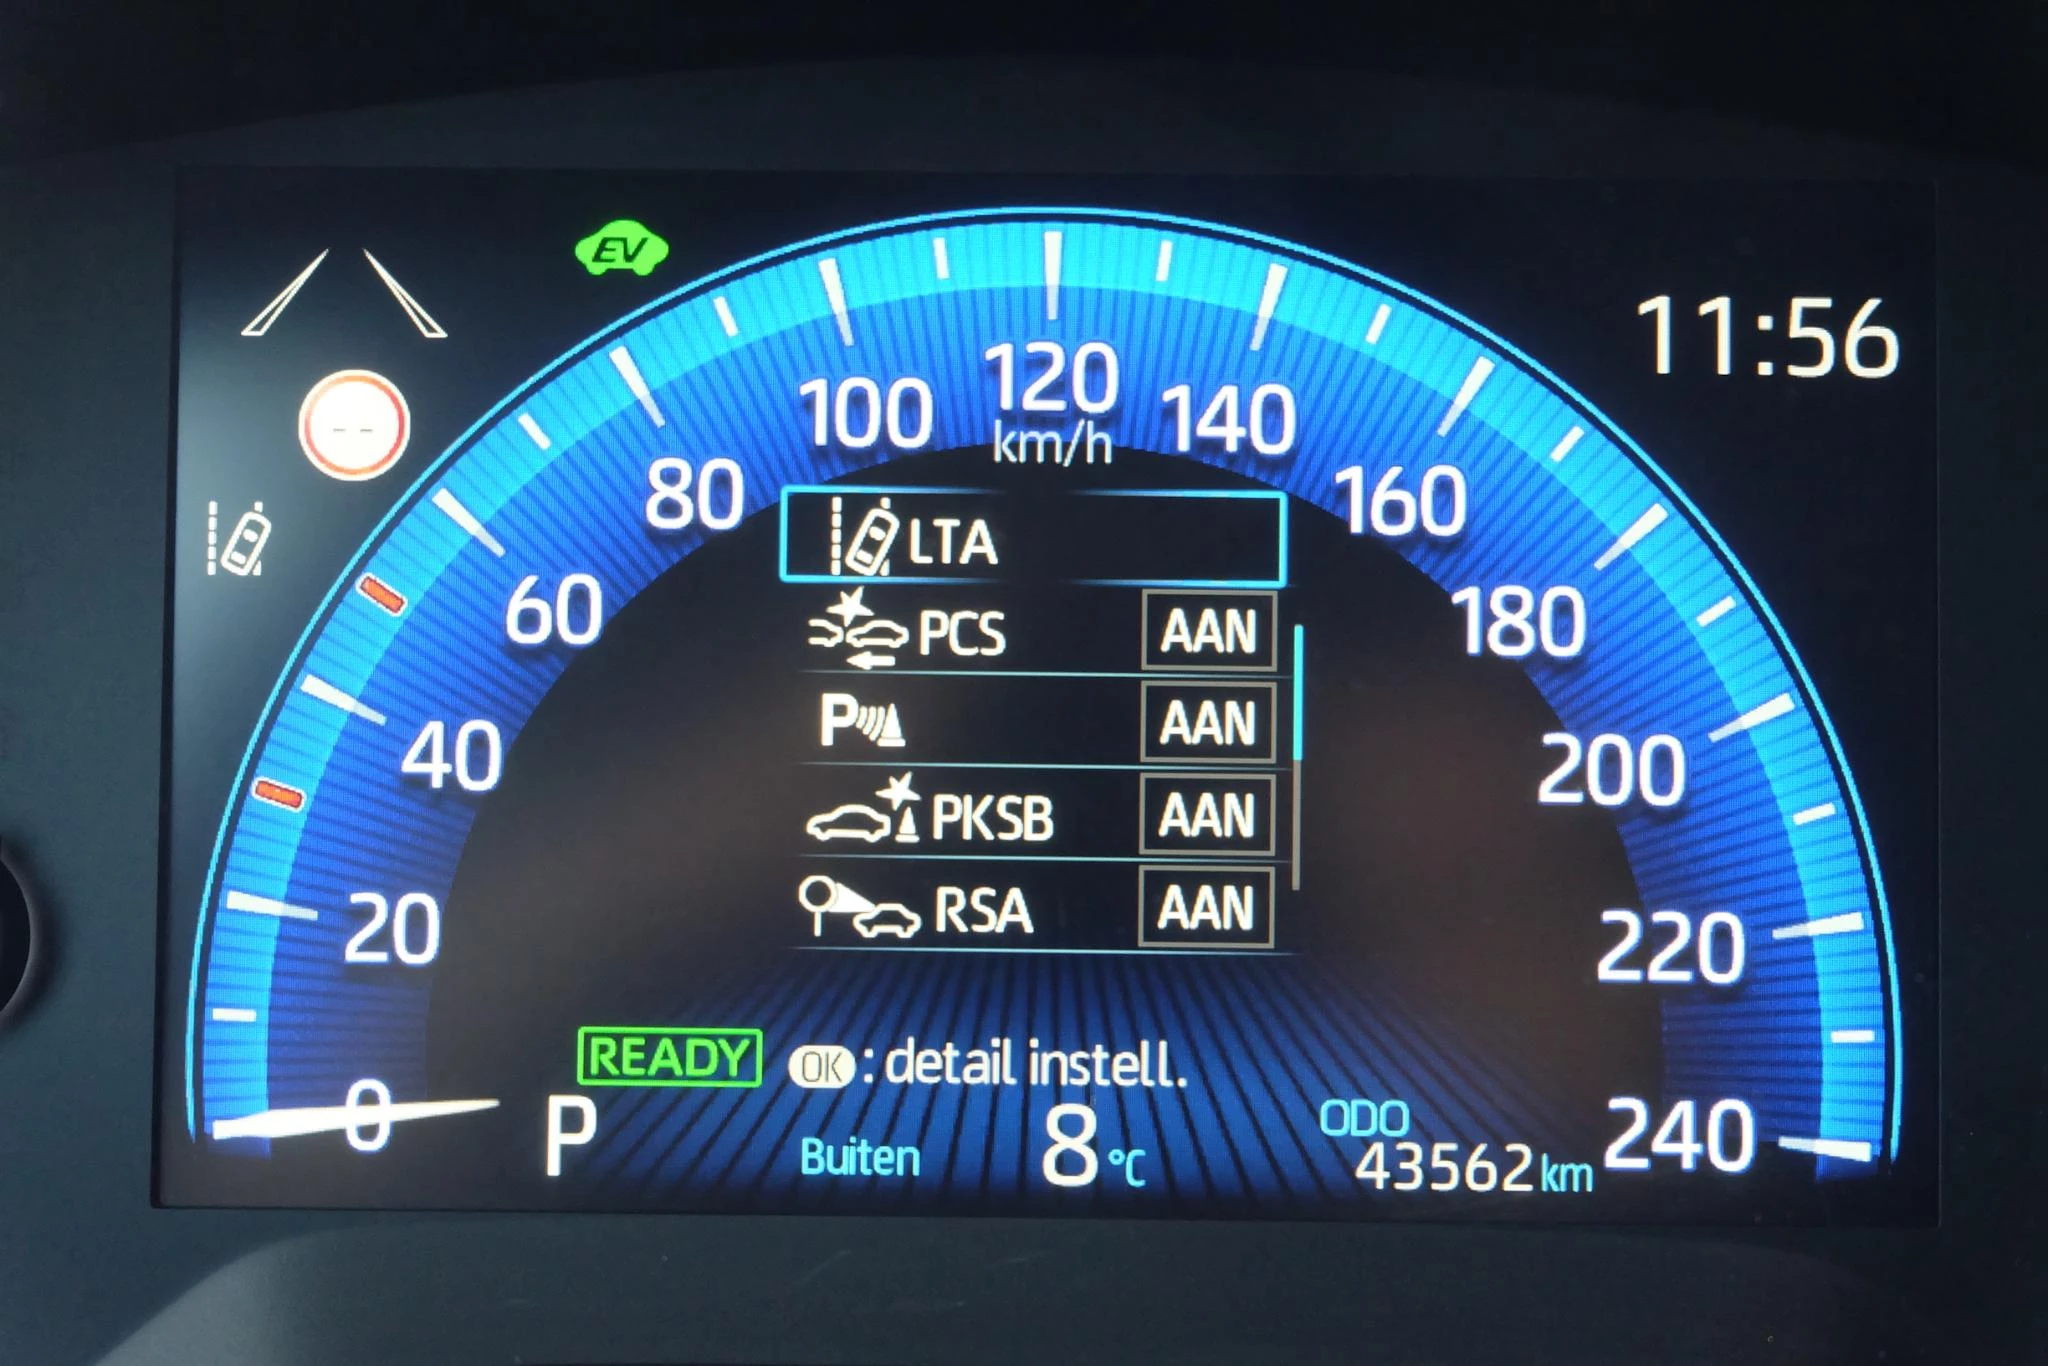 EV
11:56
0
20
40
60
80
100
120
km/h
140
160
180
200
220
240
--
LTA
PCS AAN
P AAN
PKSB AAN
RSA AAN
READY OK : detail instell.
P
Buiten 8 °C
ODO
43562 km